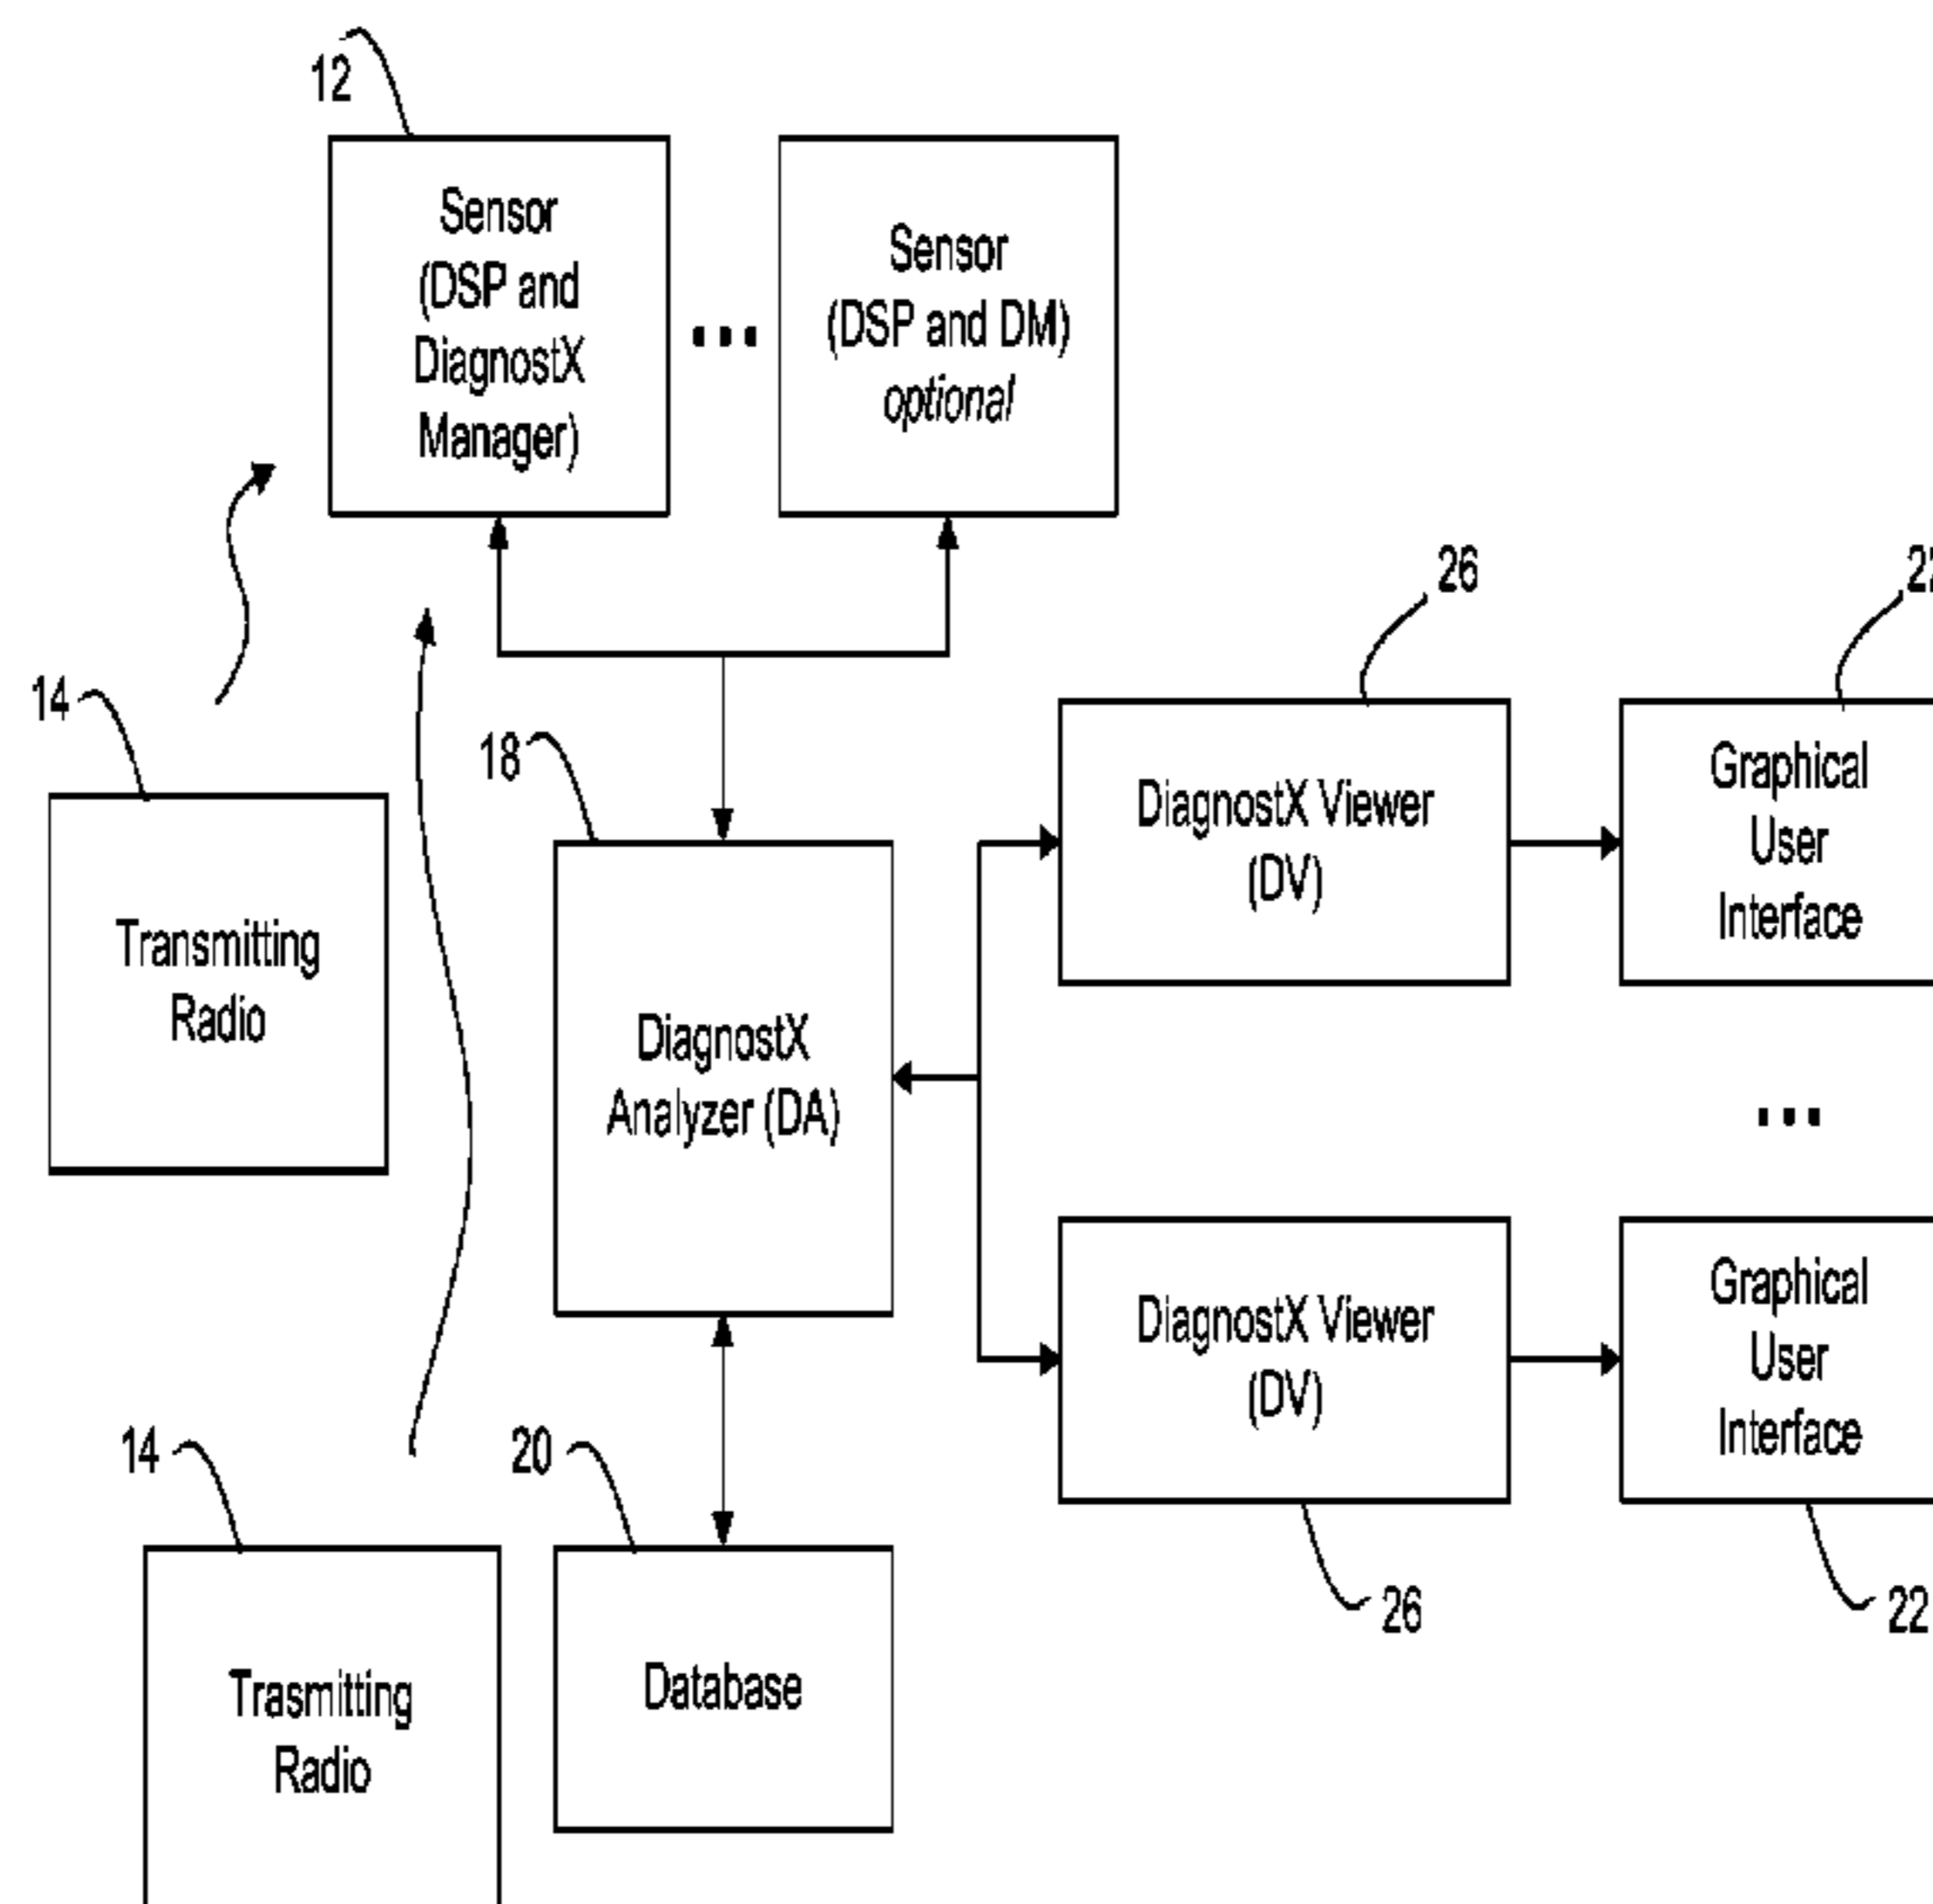 12
Sensor
(DSP and
DiagnostX
Manager)
...
Sensor
(DSP and DM)
optional
26
14
18
DiagnostX Viewer
(DV)
Graphical
User
Interface
Transmitting
Radio
DiagnostX
Analyzer (DA)
...
DiagnostX Viewer
(DV)
Graphical
User
Interface
14
20
26
22
Trasmitting
Radio
Database